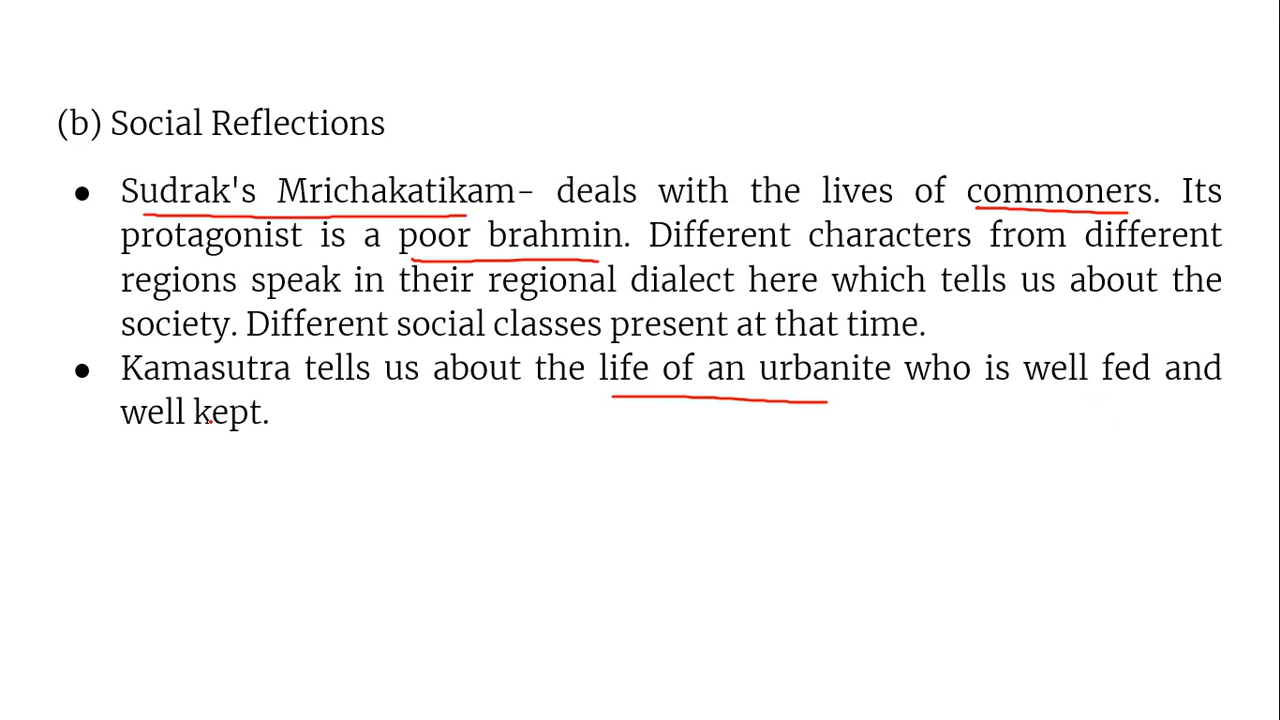 (b) Social Reflections
● Sudrak's Mrichakatikam- deals with the lives of commoners. Its
protagonist is a poor brahmin. Different characters from different
regions speak in their regional dialect here which tells us about the
society. Different social classes present at that time.
● Kamasutra tells us about the life of an urbanite who is well fed and
well kept.